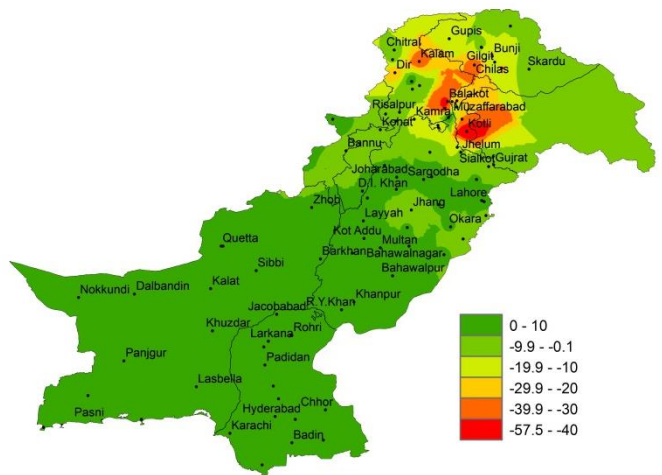 Gupis
Chitral
Bunji
Kalam
Gilgit
Skardu
Dir
Chilas
Balakot
Risalpur
Muzaffarabad
Kamra
Kohat
Kotli
Bannu
Jhelum
Sialkot
Gujrat
Joharabad
Sargodha
D.I. Khan
Lahore
Zhob
Layyah
Jhang
Okara
Kot Addu
Quetta
Multan
Barkhan
Bahawalnagar
Sibbi
Bahawalpur
Kalat
Nokkundi
Dalbandin
R.Y.Khan
Khanpur
Jacobabad
Khuzdar
Rohri
Larkana
Panjgur
Padidan
Lasbella
Pasni
Hyderabad
Chhor
Karachi
Badin
0 - 10
-9.9 - -0.1
-19.9 - -10
-29.9 - -20
-39.9 - -30
-57.5 - -40